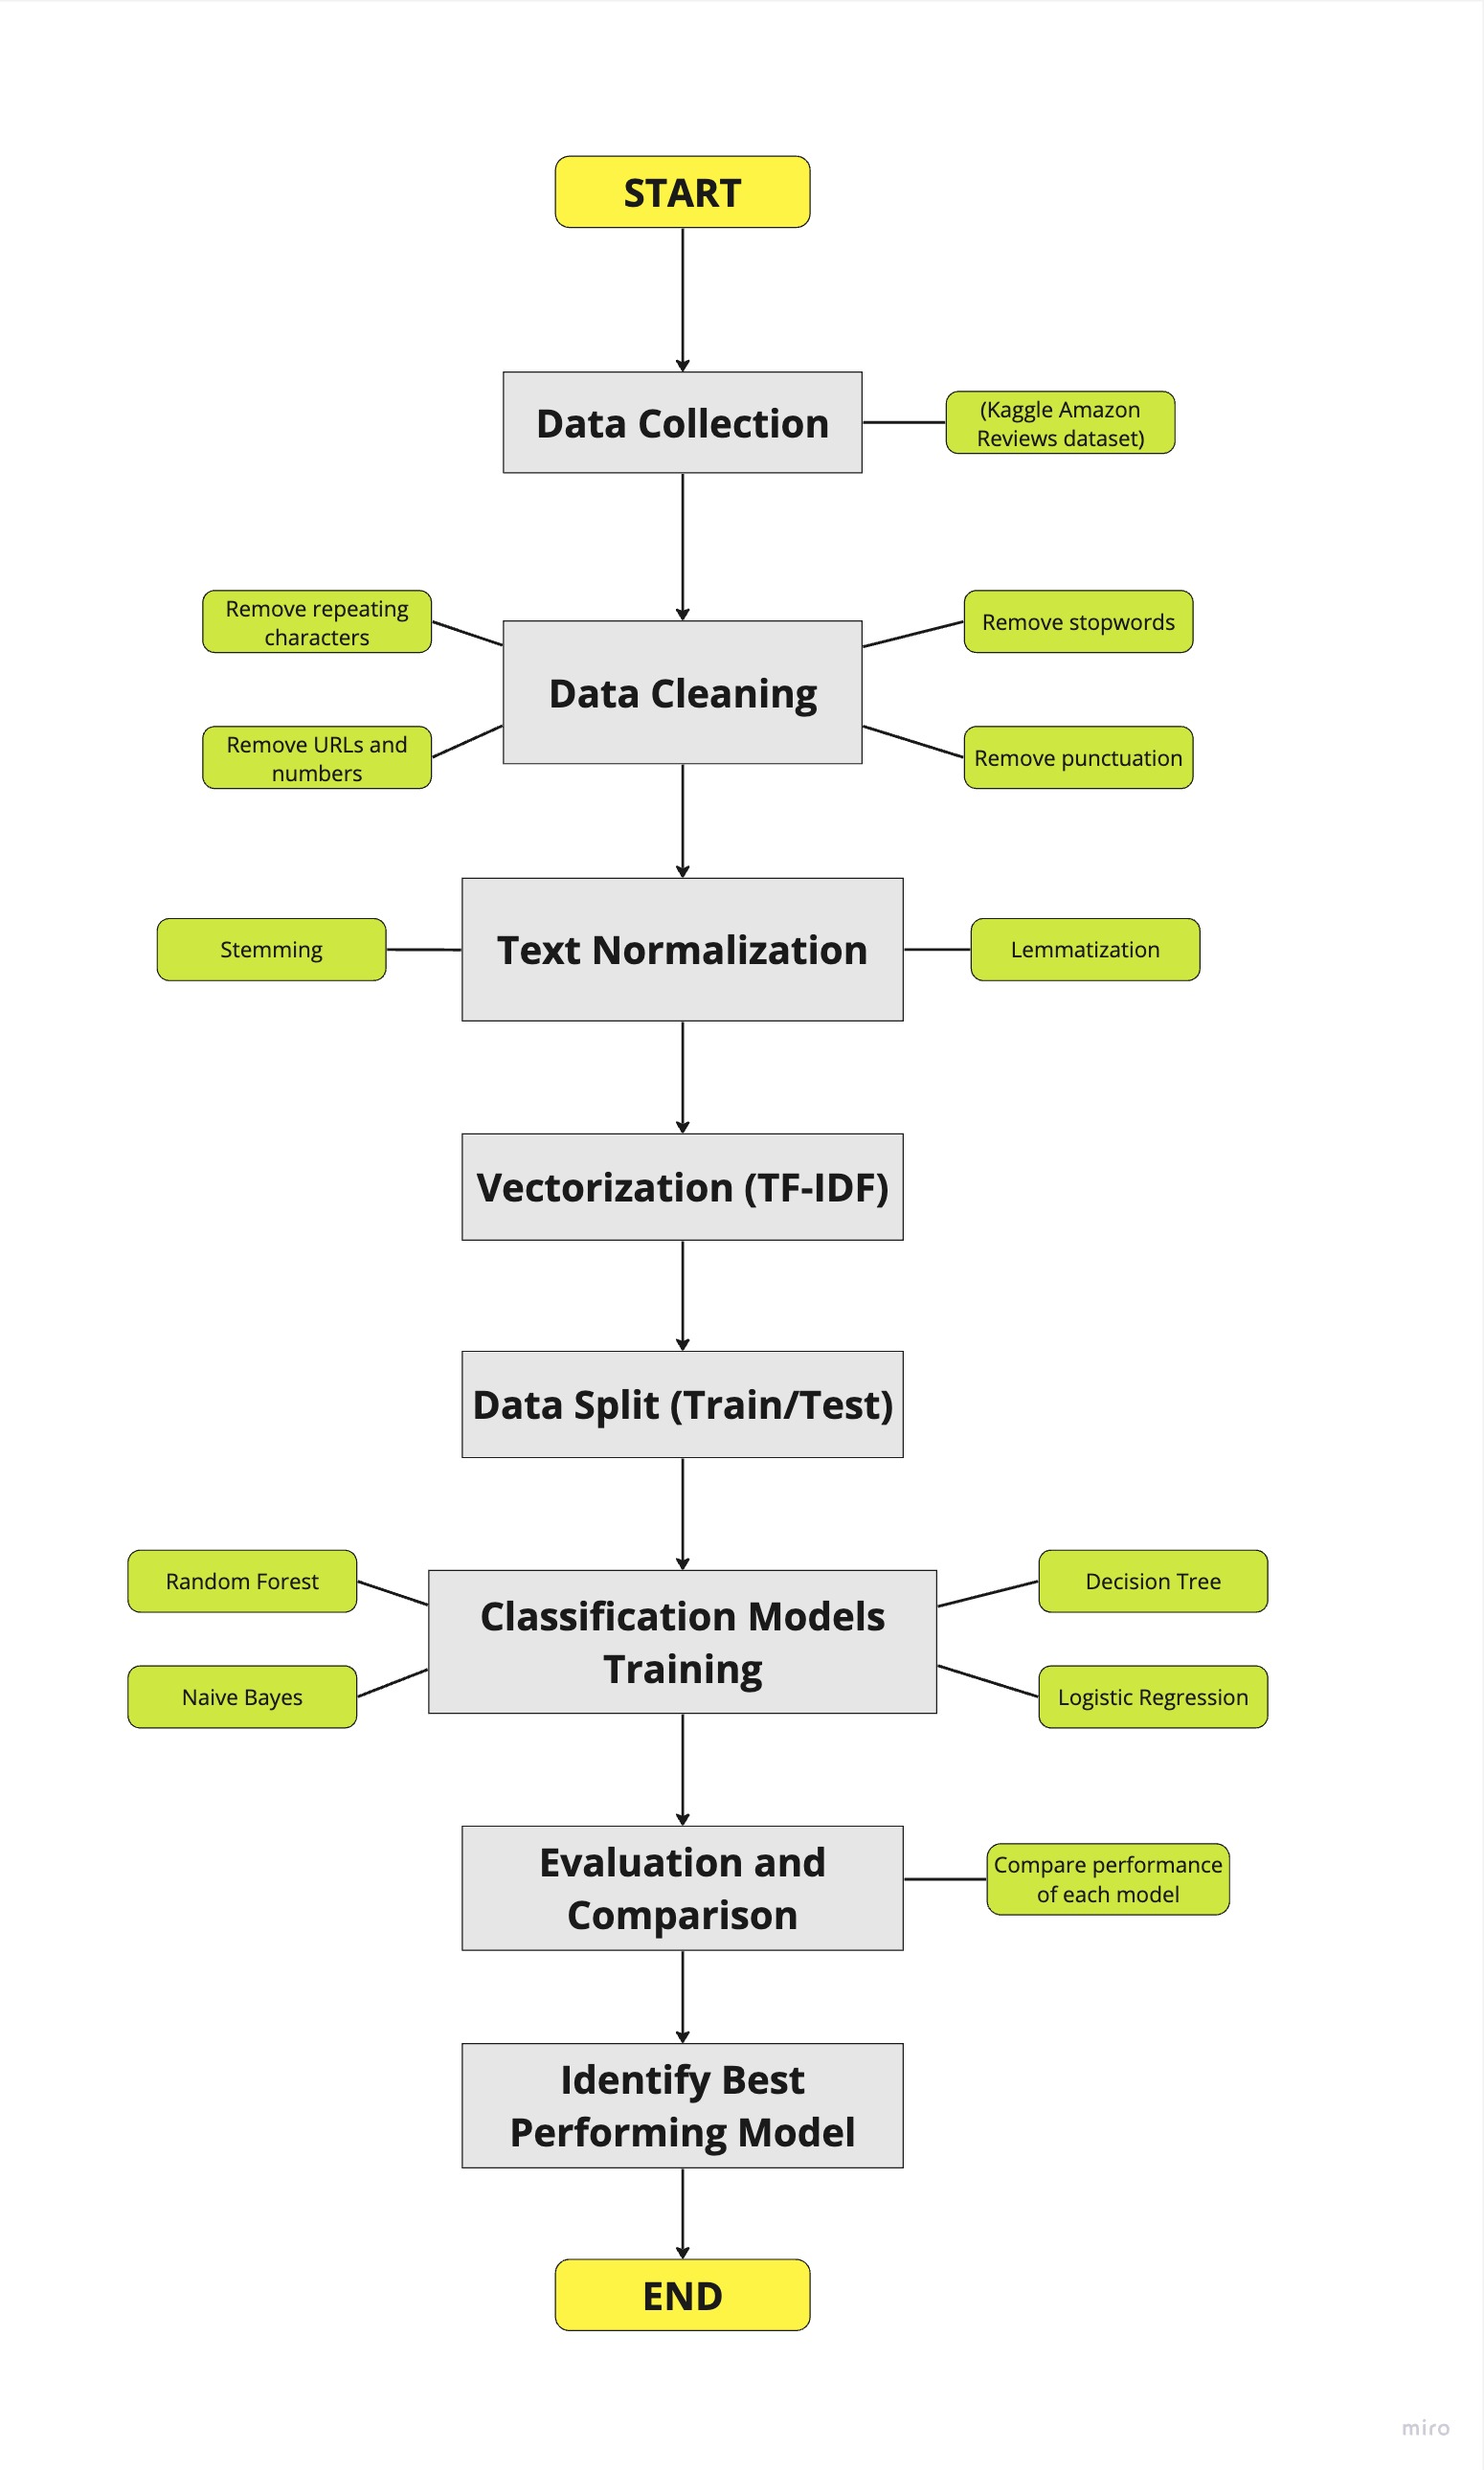 START
Data Collection
(Kaggle Amazon
Reviews dataset)
Remove repeating
characters
Remove stopwords
Data Cleaning
Remove URLs and
numbers
Remove punctuation
Stemming
Text Normalization
Lemmatization
Vectorization (TF-IDF)
Data Split (Train/Test)
Random Forest
Decision Tree
Classification Models
Training
Naive Bayes
Logistic Regression
Evaluation and
Comparison
Compare performance
of each model
Identify Best
Performing Model
END
miro